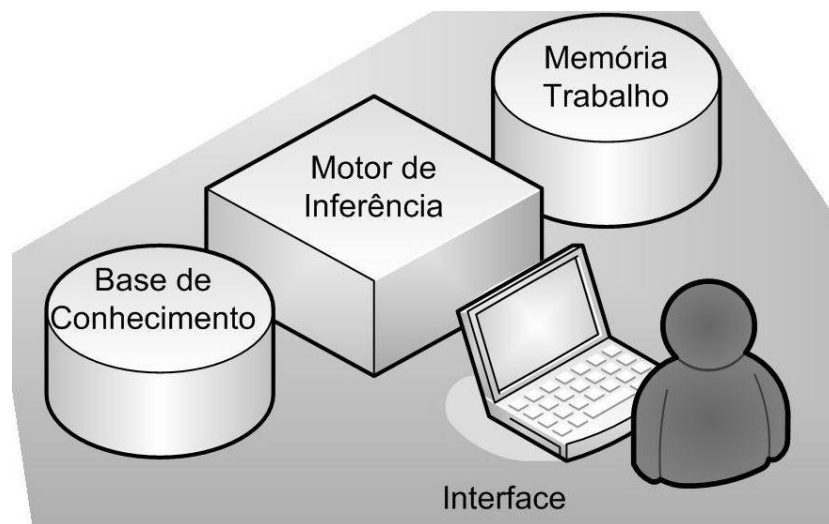 Memória
Trabalho
Motor de
Inferência
Base de
Conhecimento
Interface